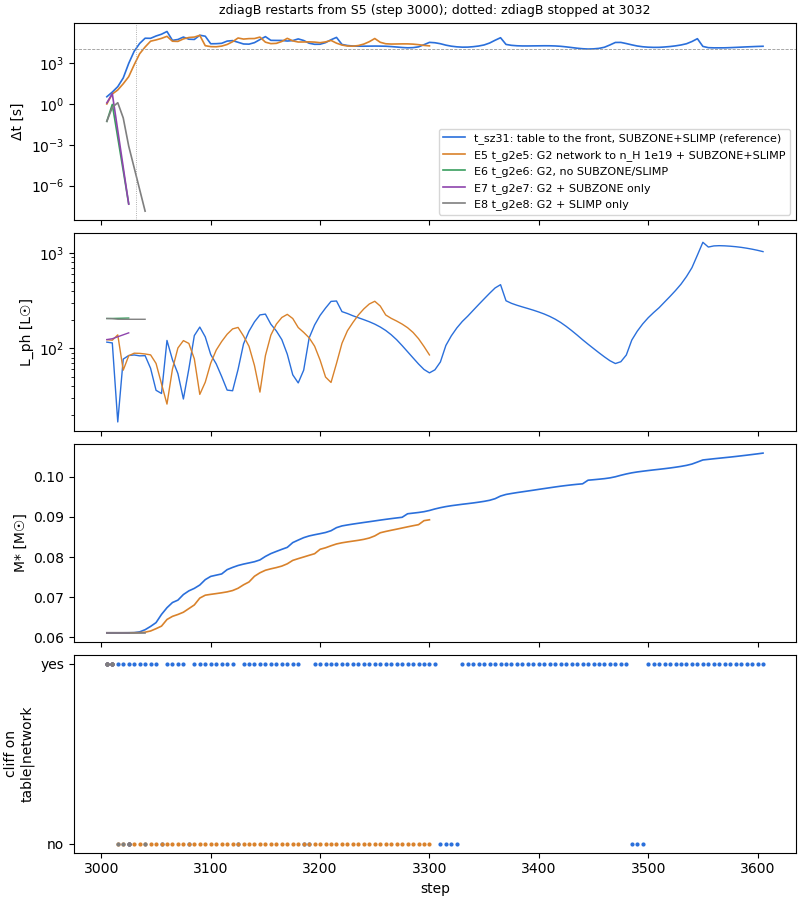 zdiagB restarts from S5 (step 3000); dotted: zdiagB stopped at 3032
Δt [s]
10³
10⁰
10⁻³
10⁻⁶
t_sz31: table to the front, SUBZONE+SLIMP (reference)
E5 t_g2e5: G2 network to n_H 1e19 + SUBZONE+SLIMP
E6 t_g2e6: G2, no SUBZONE/SLIMP
E7 t_g2e7: G2 + SUBZONE only
E8 t_g2e8: G2 + SLIMP only
L_ph [L☉]
10³
10²
M* [M☉]
0.10
0.09
0.08
0.07
0.06
cliff on
table|network
yes
no
3000 3100 3200 3300 3400 3500 3600
step